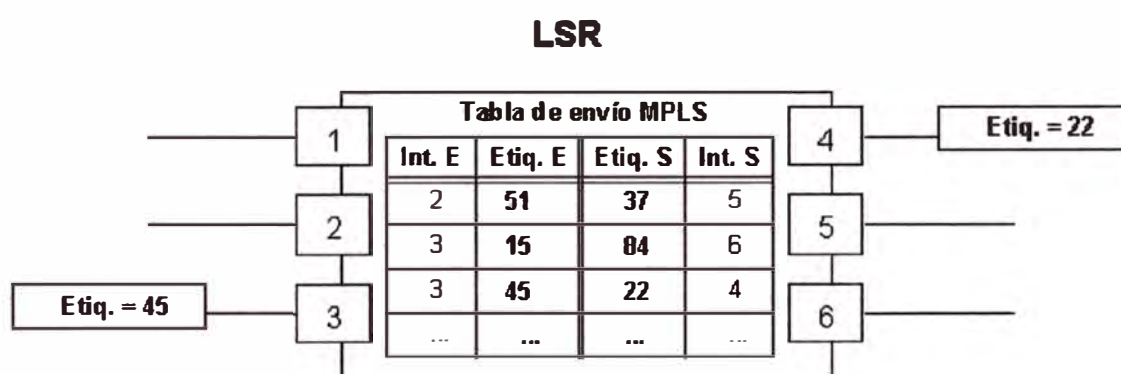 LSR
Tabla de envío MPLS
1
4
Etiq. = 22
Int. E Etiq. E Etiq. S Int. S
2 51 37 5
2
5
3 15 84 6
3 45 22 4
Etiq. = 45
3
6
... ... ... ...